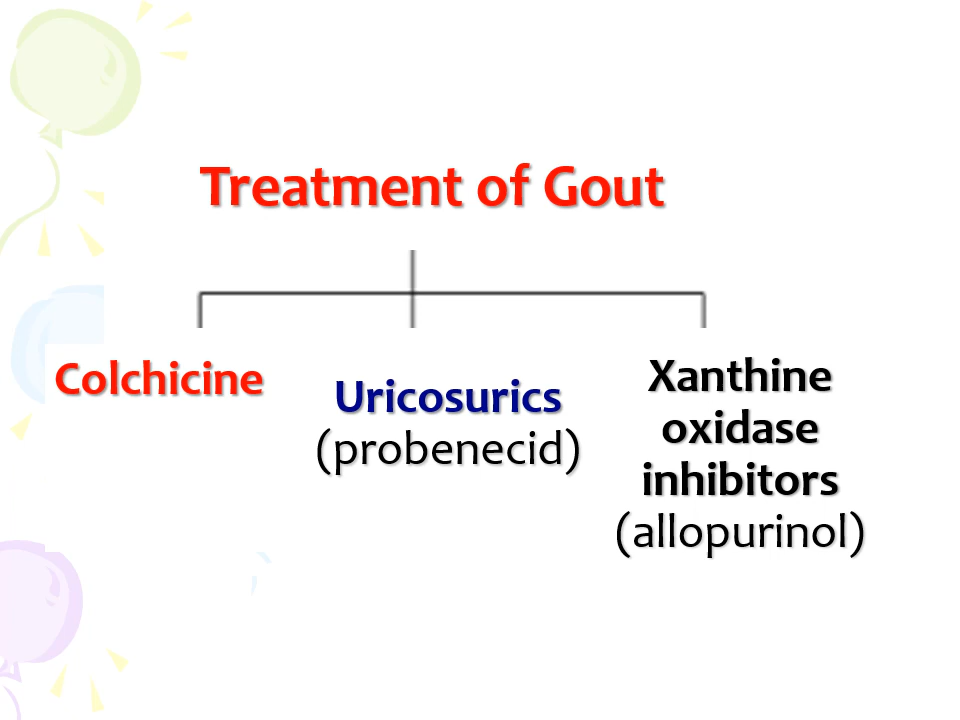 Treatment of Gout
Colchicine
Uricosurics
(probenecid)
Xanthine
oxidase
inhibitors
(allopurinol)